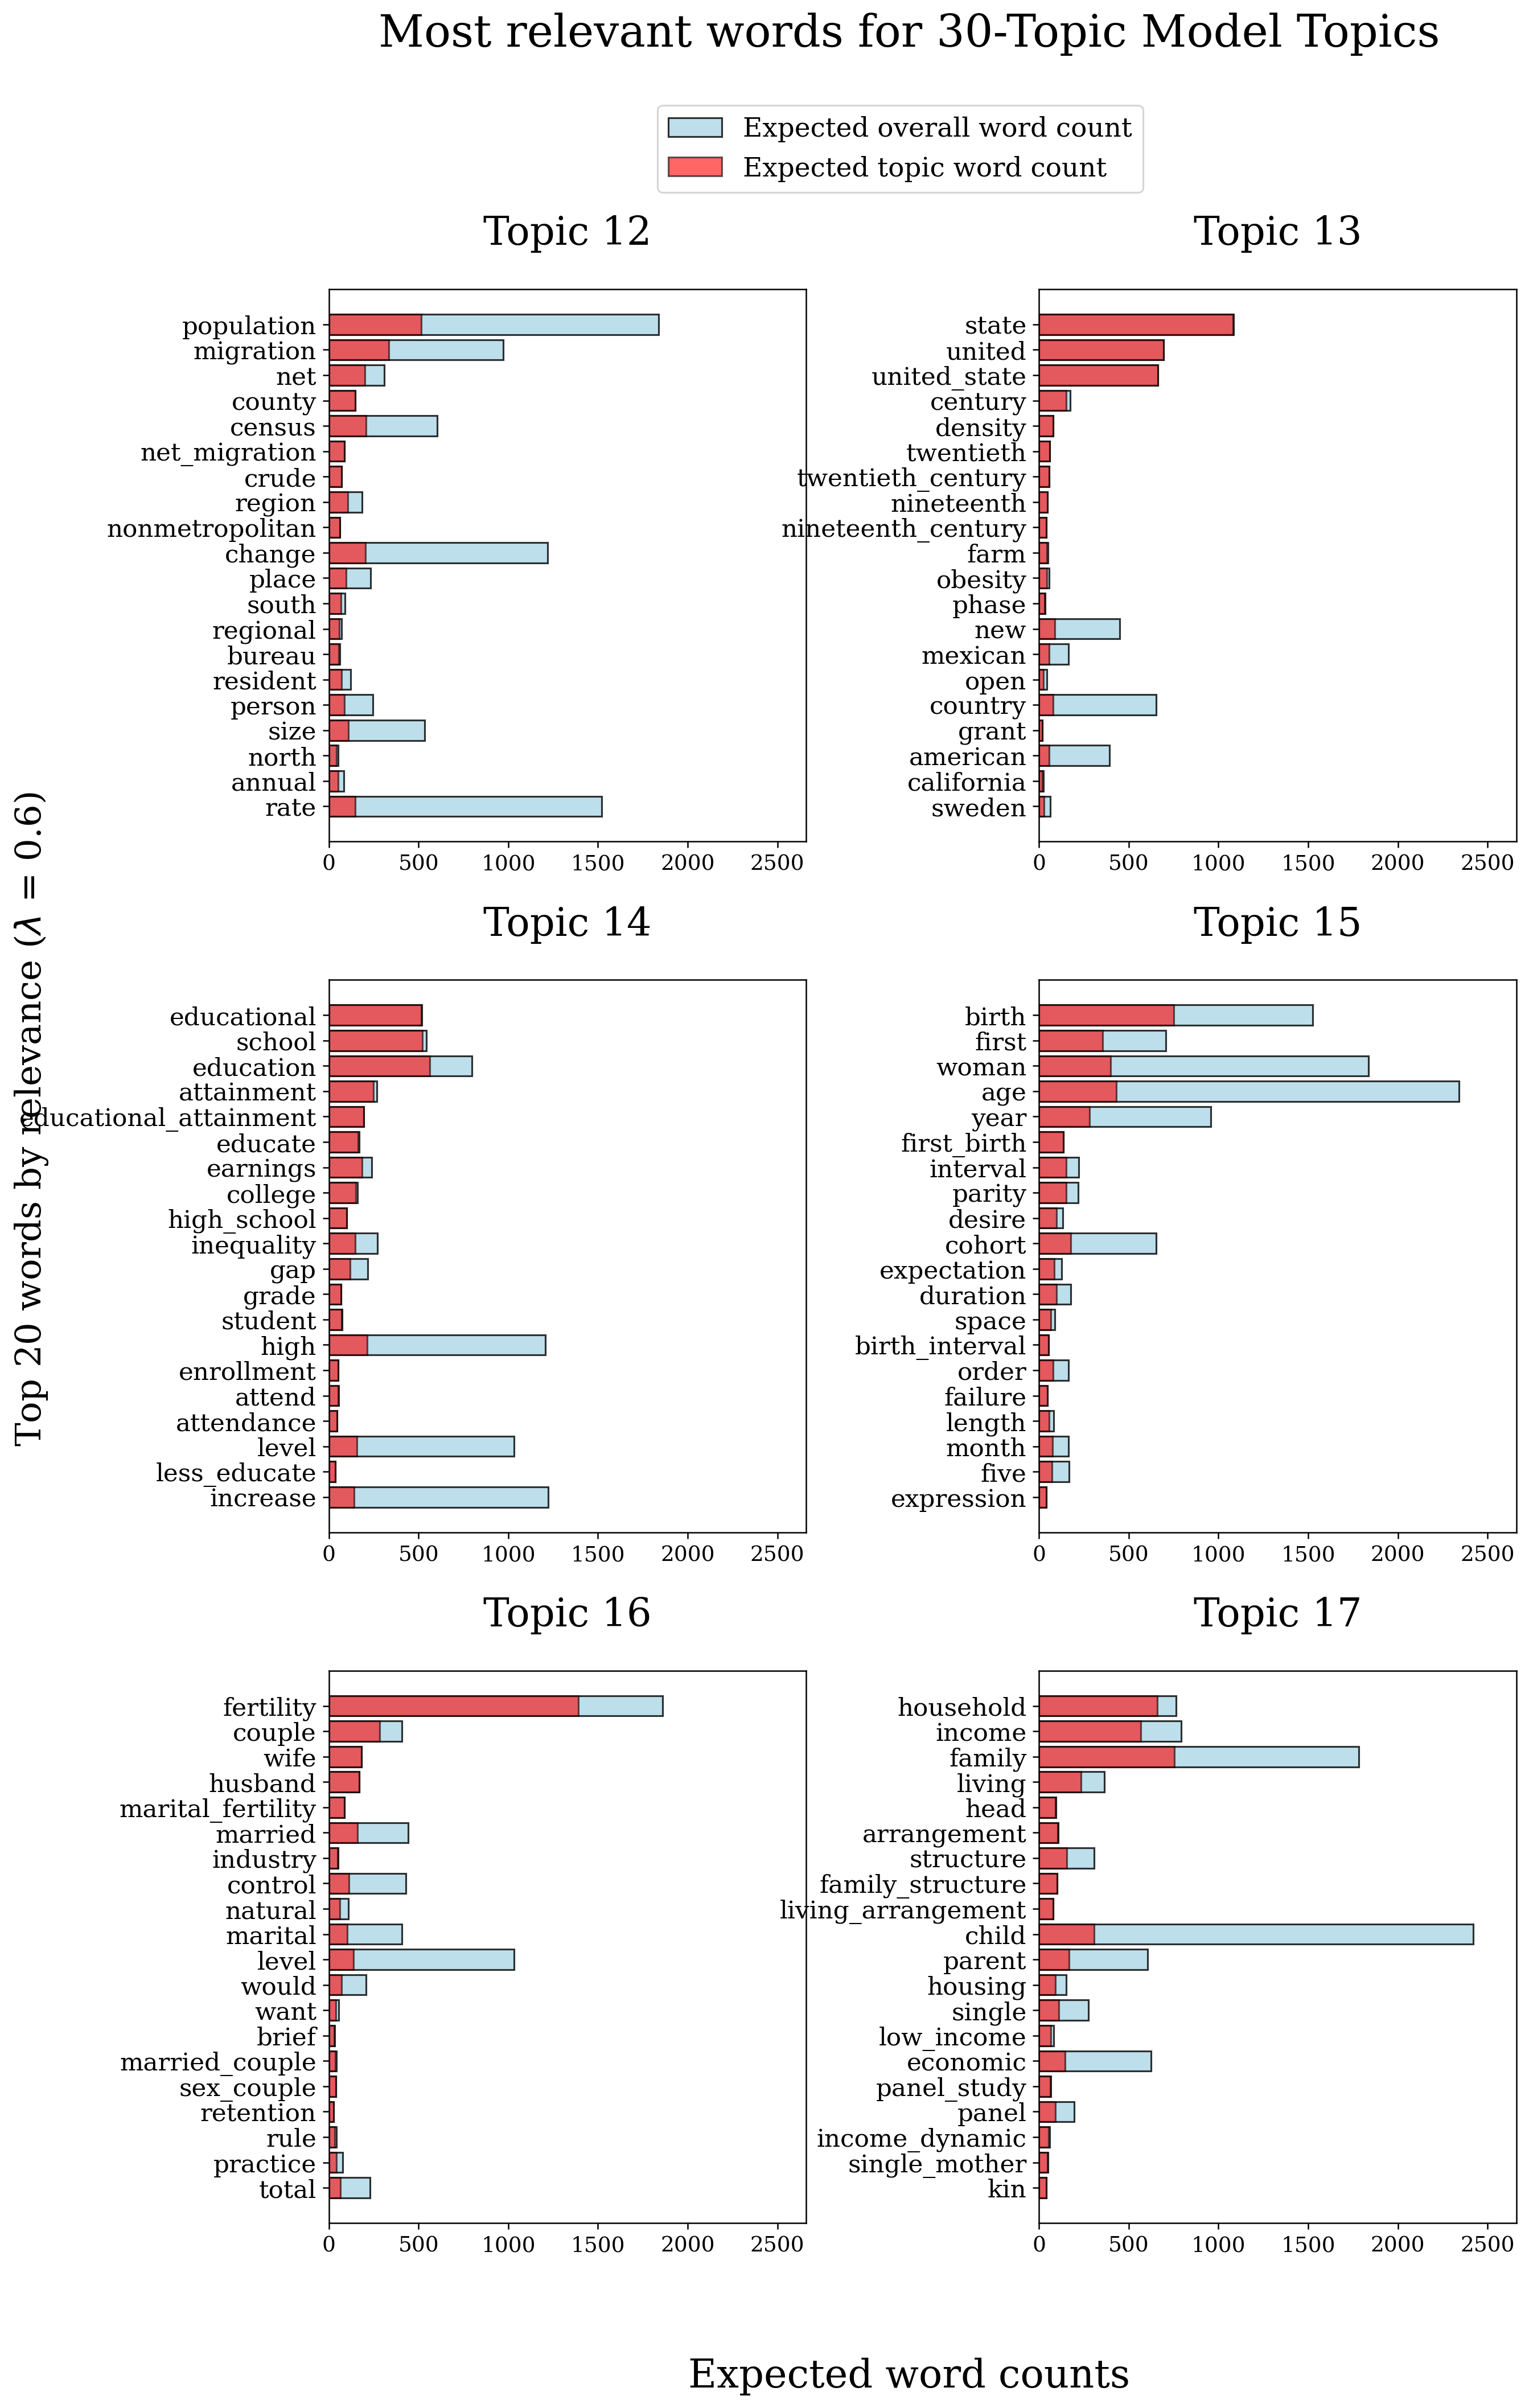 Most relevant words for 30-Topic Model Topics
Expected overall word count
Expected topic word count
Top 20 words by relevance (λ = 0.6)
Topic 12
population
migration
net
county
census
net_migration
crude
region
nonmetropolitan
change
place
south
regional
bureau
resident
person
size
north
annual
rate
0 500 1000 1500 2000 2500
Topic 13
state
united
united_state
century
density
twentieth
twentieth_century
nineteenth
nineteenth_century
farm
obesity
phase
new
mexican
open
country
grant
american
california
sweden
0 500 1000 1500 2000 2500
Topic 14
educational
school
education
attainment
educational_attainment
educate
earnings
college
high_school
inequality
gap
grade
student
high
enrollment
attend
attendance
level
less_educate
increase
0 500 1000 1500 2000 2500
Topic 15
birth
first
woman
age
year
first_birth
interval
parity
desire
cohort
expectation
duration
space
birth_interval
order
failure
length
month
five
expression
0 500 1000 1500 2000 2500
Topic 16
fertility
couple
wife
husband
marital_fertility
married
industry
control
natural
marital
level
would
want
brief
married_couple
sex_couple
retention
rule
practice
total
0 500 1000 1500 2000 2500
Topic 17
household
income
family
living
head
arrangement
structure
family_structure
living_arrangement
child
parent
housing
single
low_income
economic
panel_study
panel
income_dynamic
single_mother
kin
0 500 1000 1500 2000 2500
Expected word counts